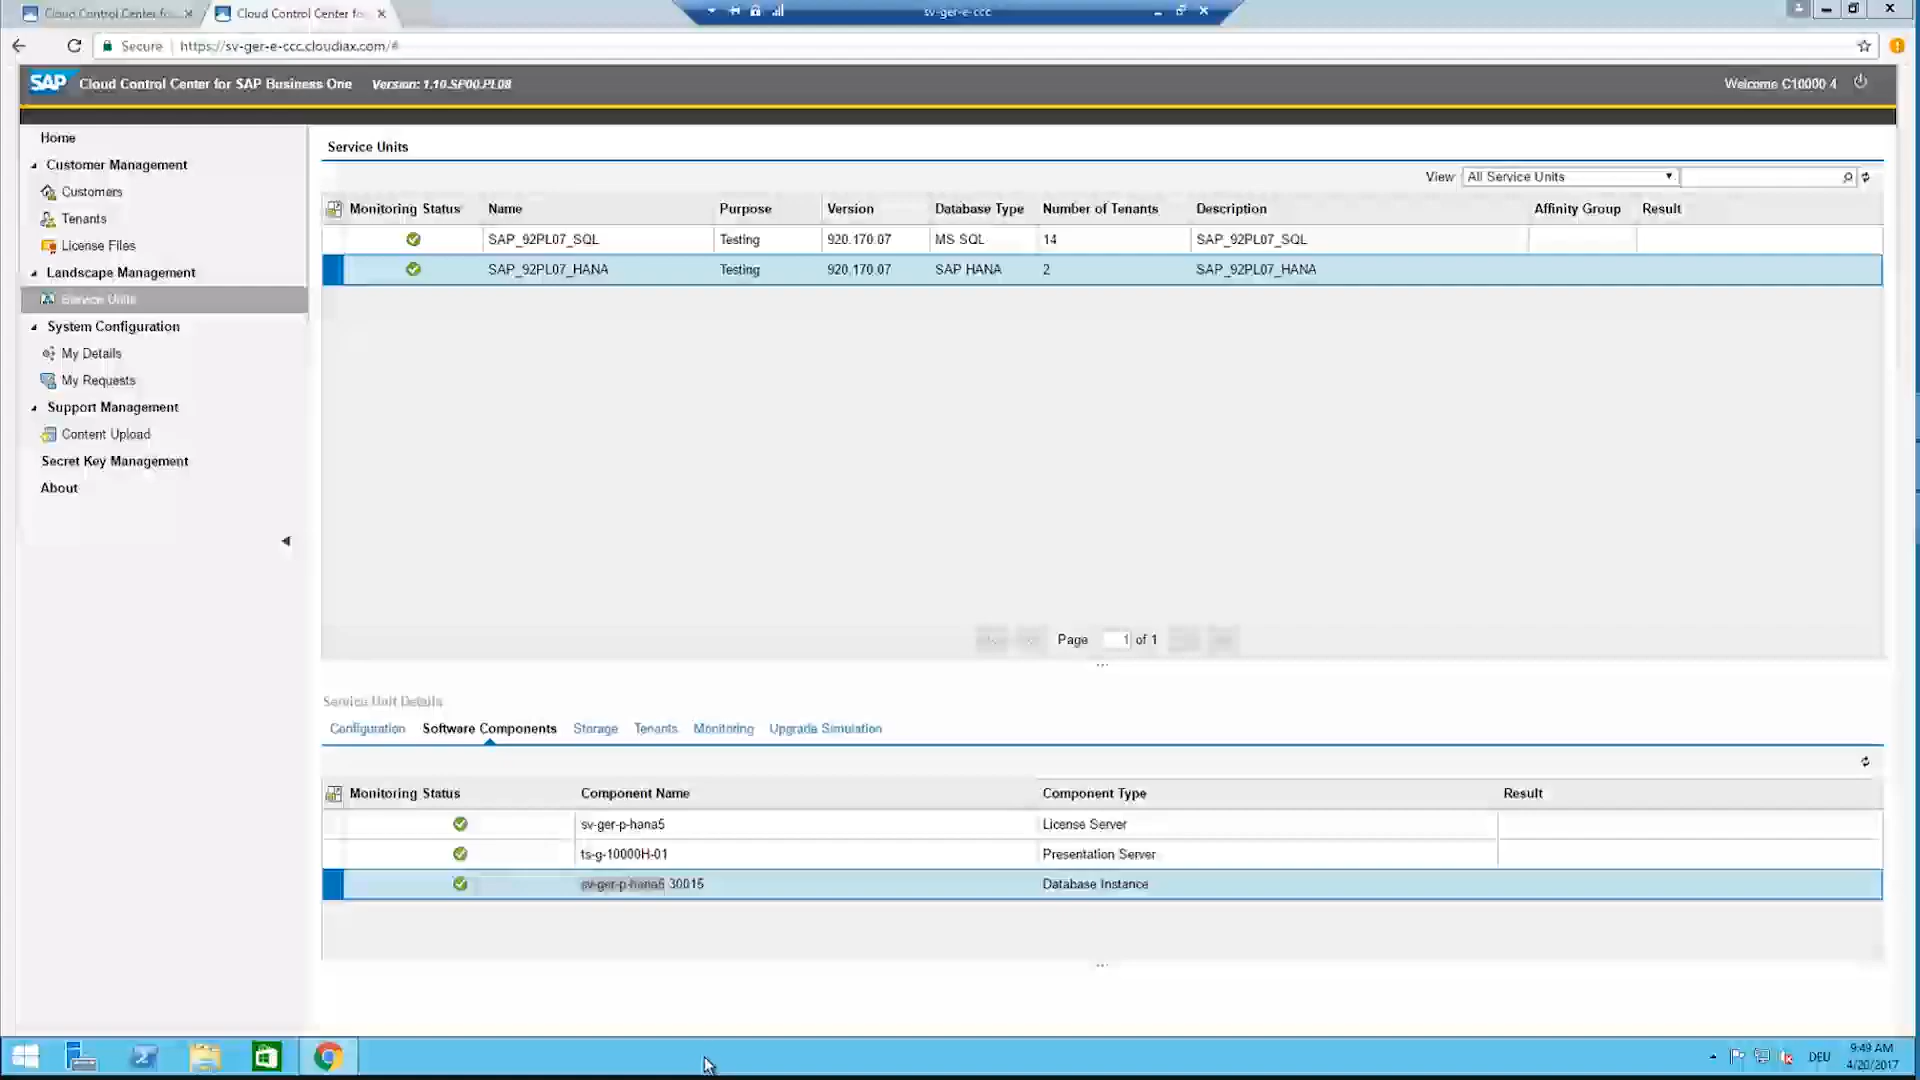 Cloud Control Center fo
Cloud Control Center fo
sv-ger-e-ccc
Secure
https://sv-ger-e-ccc.cloudiax.com/#
SAP Cloud Control Center for SAP Business One Version: 1.10.SP00.PL08
Welcome C10000 4
Home
Customer Management
Customers
Tenants
License Files
Landscape Management
Service Units
System Configuration
My Details
My Requests
Support Management
Content Upload
Secret Key Management
About
Service Units
View All Service Units
Monitoring Status Name Purpose Version Database Type Number of Tenants Description Affinity Group Result
SAP_92PL07_SQL Testing 920.170.07 MS SQL 14 SAP_92PL07_SQL
SAP_92PL07_HANA Testing 920.170.07 SAP HANA 2 SAP_92PL07_HANA
Page 1 of 1
Service Unit Details
Configuration Software Components Storage Tenants Monitoring Upgrade Simulation
Monitoring Status Component Name Component Type Result
sv-ger-p-hana5 License Server
ts-g-10000H-01 Presentation Server
sv-ger-p-hana5 30015 Database Instance
DEU
9:49 AM
4/20/2017